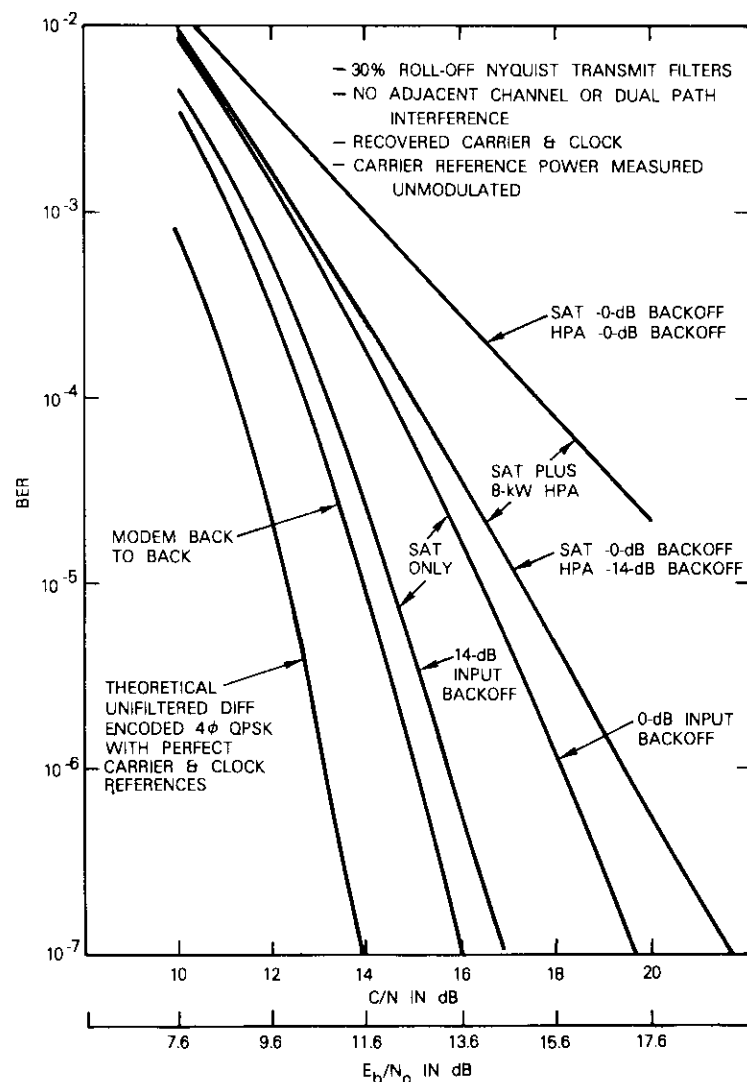 10^-2
— 30% ROLL-OFF NYQUIST TRANSMIT FILTERS
— NO ADJACENT CHANNEL OR DUAL PATH
INTERFERENCE
— RECOVERED CARRIER & CLOCK
— CARRIER REFERENCE POWER MEASURED
UNMODULATED
10^-3
SAT -0-dB BACKOFF
HPA -0-dB BACKOFF
10^-4
BER
SAT PLUS
8-kW HPA
MODEM BACK
TO BACK
SAT
ONLY
SAT -0-dB BACKOFF
HPA -14-dB BACKOFF
10^-5
14-dB
INPUT
BACKOFF
THEORETICAL
UNFILTERED DIFF
ENCODED 4ϕ QPSK
WITH PERFECT
CARRIER & CLOCK
REFERENCES
0-dB INPUT
BACKOFF
10^-6
10^-7
10 12 14 16 18 20
C/N IN dB
7.6 9.6 11.6 13.6 15.6 17.6
E_b/N_o IN dB